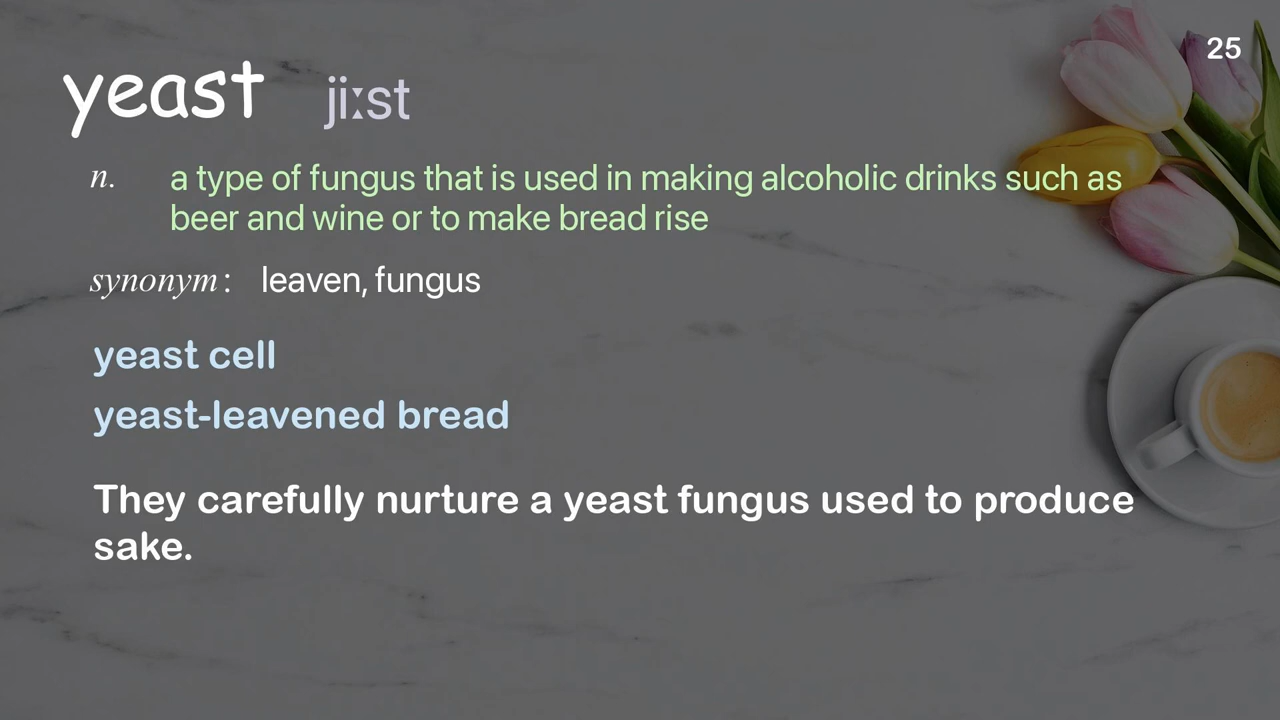 25
yeast jiːst
n. a type of fungus that is used in making alcoholic drinks such as
beer and wine or to make bread rise
synonym: leaven, fungus
yeast cell
yeast-leavened bread
They carefully nurture a yeast fungus used to produce
sake.